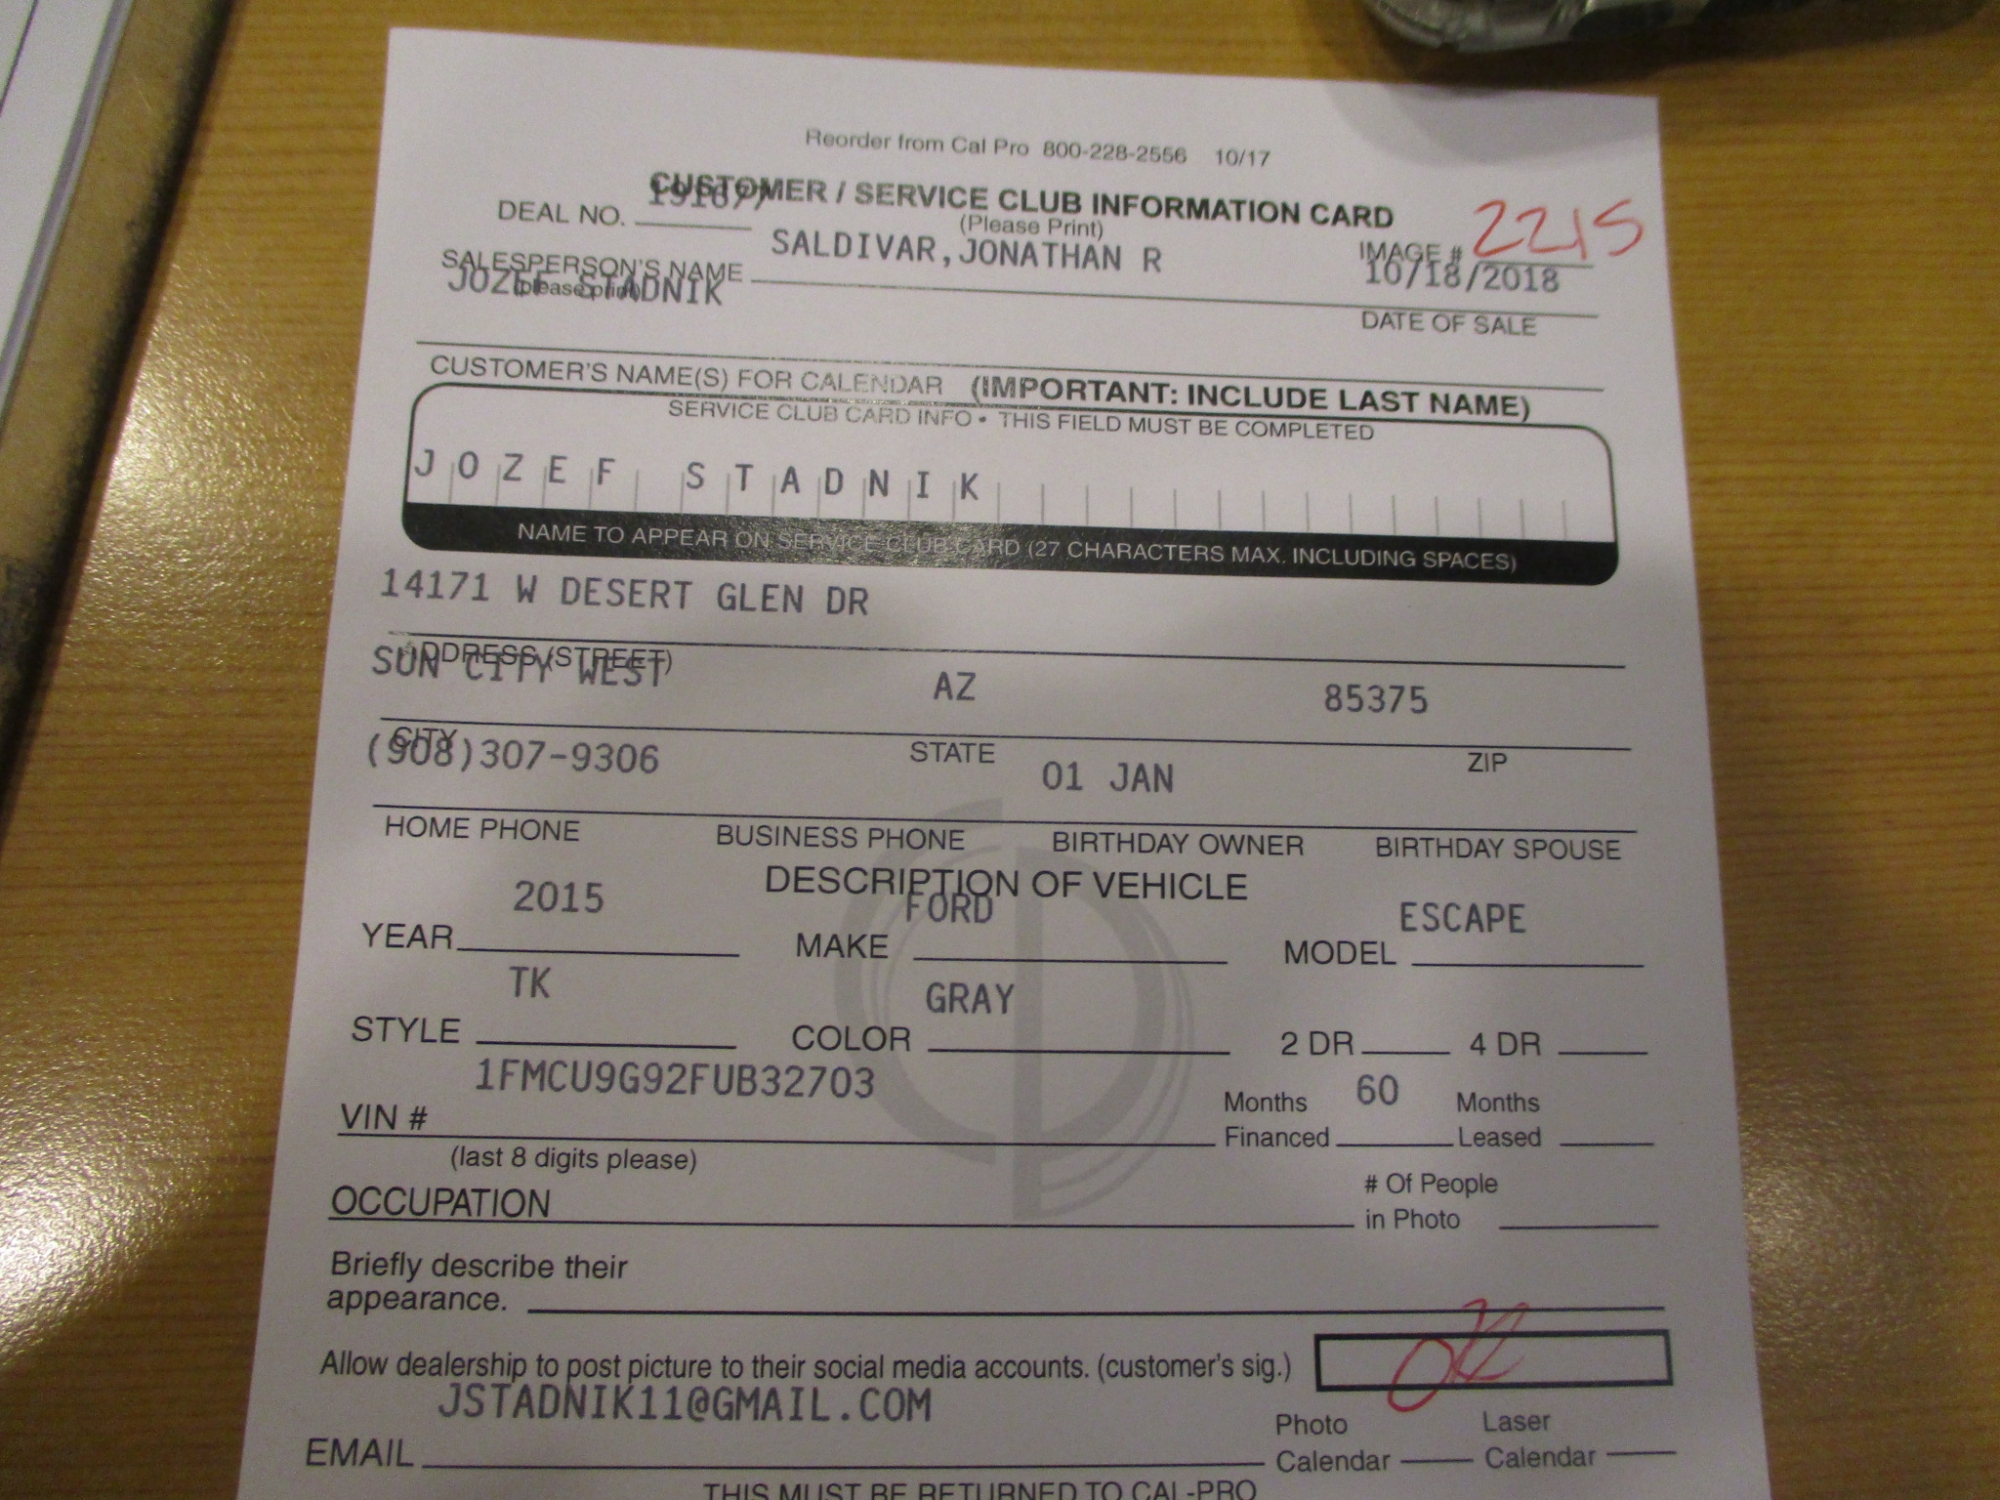 Reorder from Cal Pro 800-228-2556 10/17
CUSTOMER / SERVICE CLUB INFORMATION CARD
(Please Print)
DEAL NO.
IMAGE # 2215
SALESPERSON'S NAME SALDIVAR,JONATHAN R
(please print)
10/18/2018
JOZEF STADNIK
DATE OF SALE
CUSTOMER'S NAME(S) FOR CALENDAR (IMPORTANT: INCLUDE LAST NAME)
SERVICE CLUB CARD INFO • THIS FIELD MUST BE COMPLETED
JOZEF STADNIK
NAME TO APPEAR ON SERVICE CLUB CARD (27 CHARACTERS MAX. INCLUDING SPACES)
14171 W DESERT GLEN DR
ADDRESS (STREET)
SUN CITY WEST AZ 85375
CITY STATE ZIP
(908)307-9306 01 JAN
HOME PHONE BUSINESS PHONE BIRTHDAY OWNER BIRTHDAY SPOUSE
DESCRIPTION OF VEHICLE
YEAR 2015 MAKE FORD MODEL ESCAPE
STYLE TK COLOR GRAY 2 DR 4 DR
VIN # 1FMCU9G92FUB32703 Months Financed 60 Months Leased
(last 8 digits please)
OCCUPATION # Of People in Photo
Briefly describe their
appearance.
Allow dealership to post picture to their social media accounts. (customer's sig.) OK
JSTADNIK11@GMAIL.COM
EMAIL Photo Calendar Laser Calendar
THIS MUST BE RETURNED TO CAL-PRO